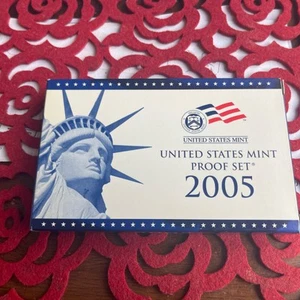 UNITED STATES MINT
UNITED STATES MINT
PROOF SET®
2005